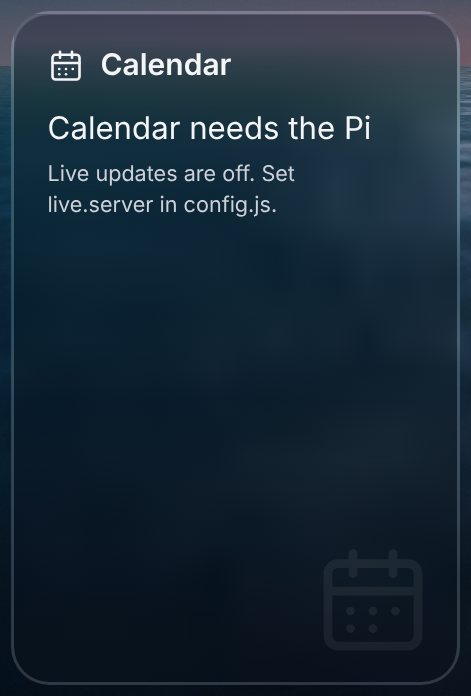 Calendar
Calendar needs the Pi
Live updates are off. Set
live.server in config.js.